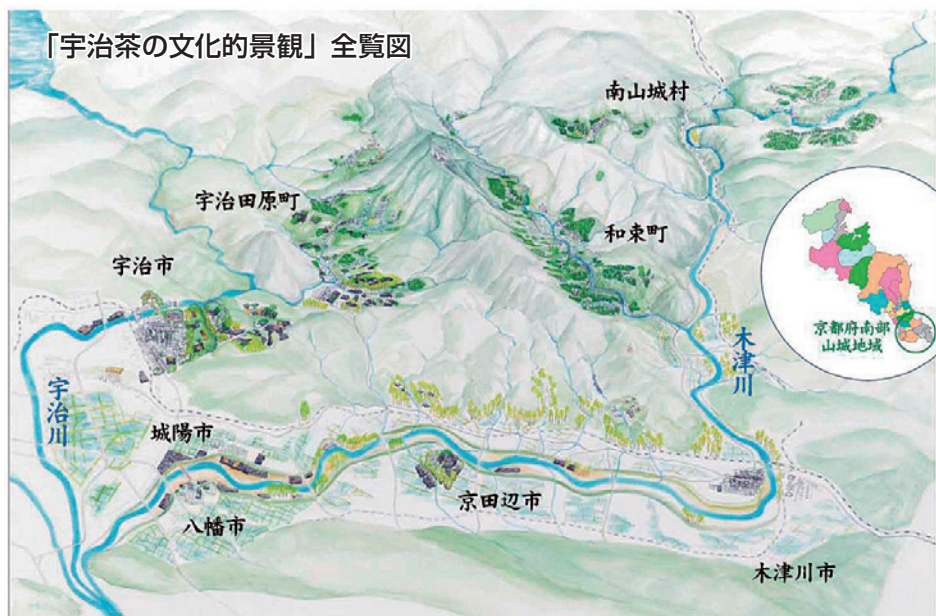 「宇治茶の文化的景観」全覧図
南山城村
宇治田原町
和束町
宇治市
京都府南部
山城地域
木津川
宇治川
城陽市
京田辺市
八幡市
木津川市